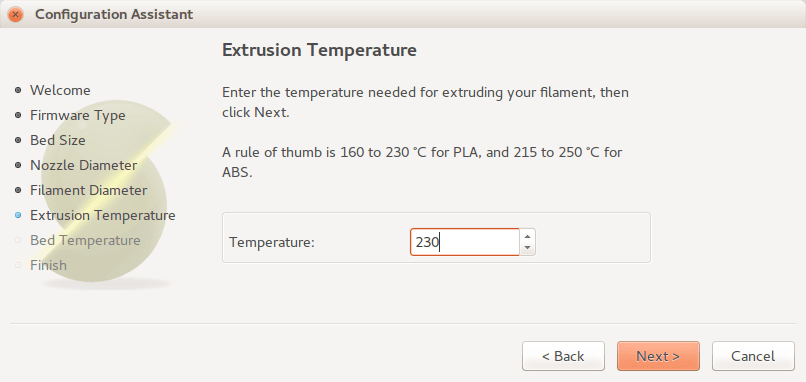 Configuration Assistant
Extrusion Temperature
Welcome
Firmware Type
Bed Size
Nozzle Diameter
Filament Diameter
Extrusion Temperature
Bed Temperature
Finish
Enter the temperature needed for extruding your filament, then
click Next.
A rule of thumb is 160 to 230 °C for PLA, and 215 to 250 °C for
ABS.
Temperature:
230
< Back
Next >
Cancel